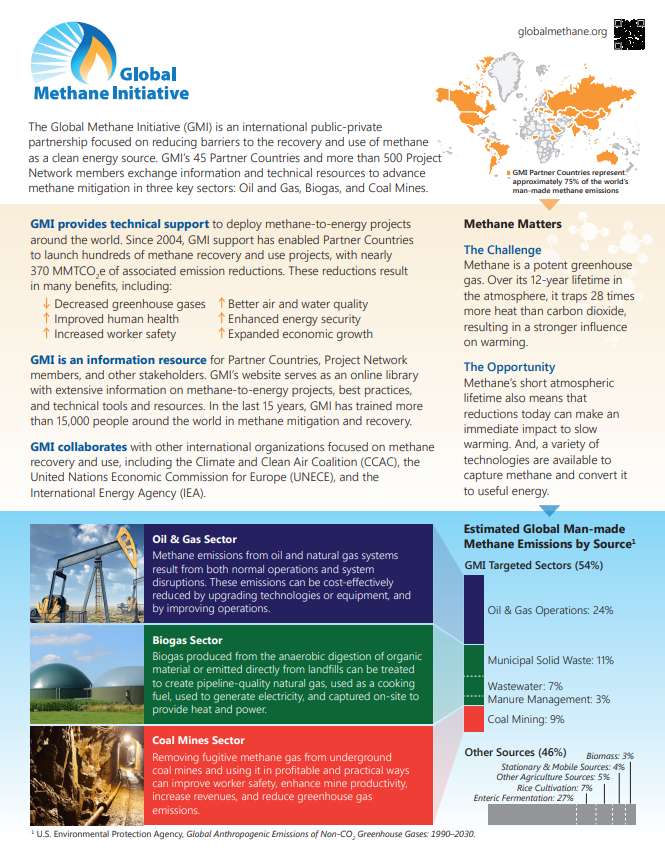 globalmethane.org
Global
Methane Initiative
The Global Methane Initiative (GMI) is an international public-private
partnership focused on reducing barriers to the recovery and use of methane
as a clean energy source. GMI's 45 Partner Countries and more than 500 Project
Network members exchange information and technical resources to advance
methane mitigation in three key sectors: Oil and Gas, Biogas, and Coal Mines.
GMI Partner Countries represent
approximately 75% of the world's
man-made methane emissions
GMI provides technical support to deploy methane-to-energy projects
around the world. Since 2004, GMI support has enabled Partner Countries
to launch hundreds of methane recovery and use projects, with nearly
370 MMTCO2e of associated emission reductions. These reductions result
in many benefits, including:
↓ Decreased greenhouse gases
↑ Improved human health
↑ Increased worker safety
↑ Better air and water quality
↑ Enhanced energy security
↑ Expanded economic growth
GMI is an information resource for Partner Countries, Project Network
members, and other stakeholders. GMI's website serves as an online library
with extensive information on methane-to-energy projects, best practices,
and technical tools and resources. In the last 15 years, GMI has trained more
than 15,000 people around the world in methane mitigation and recovery.
GMI collaborates with other international organizations focused on methane
recovery and use, including the Climate and Clean Air Coalition (CCAC), the
United Nations Economic Commission for Europe (UNECE), and the
International Energy Agency (IEA).
Methane Matters
The Challenge
Methane is a potent greenhouse
gas. Over its 12-year lifetime in
the atmosphere, it traps 28 times
more heat than carbon dioxide,
resulting in a stronger influence
on warming.
The Opportunity
Methane's short atmospheric
lifetime also means that
reductions today can make an
immediate impact to slow
warming. And, a variety of
technologies are available to
capture methane and convert it
to useful energy.
Oil & Gas Sector
Methane emissions from oil and natural gas systems
result from both normal operations and system
disruptions. These emissions can be cost-effectively
reduced by upgrading technologies or equipment, and
by improving operations.
Biogas Sector
Biogas produced from the anaerobic digestion of organic
material or emitted directly from landfills can be treated
to create pipeline-quality natural gas, used as a cooking
fuel, used to generate electricity, and captured on-site to
provide heat and power.
Coal Mines Sector
Removing fugitive methane gas from underground
coal mines and using it in profitable and practical ways
can improve worker safety, enhance mine productivity,
increase revenues, and reduce greenhouse gas
emissions.
Estimated Global Man-made
Methane Emissions by Source1
GMI Targeted Sectors (54%)
Oil & Gas Operations: 24%
Municipal Solid Waste: 11%
Wastewater: 7%
Manure Management: 3%
Coal Mining: 9%
Other Sources (46%)
Biomass: 3%
Stationary & Mobile Sources: 4%
Other Agriculture Sources: 5%
Rice Cultivation: 7%
Enteric Fermentation: 27%
1 U.S. Environmental Protection Agency, Global Anthropogenic Emissions of Non-CO2 Greenhouse Gases: 1990–2030.